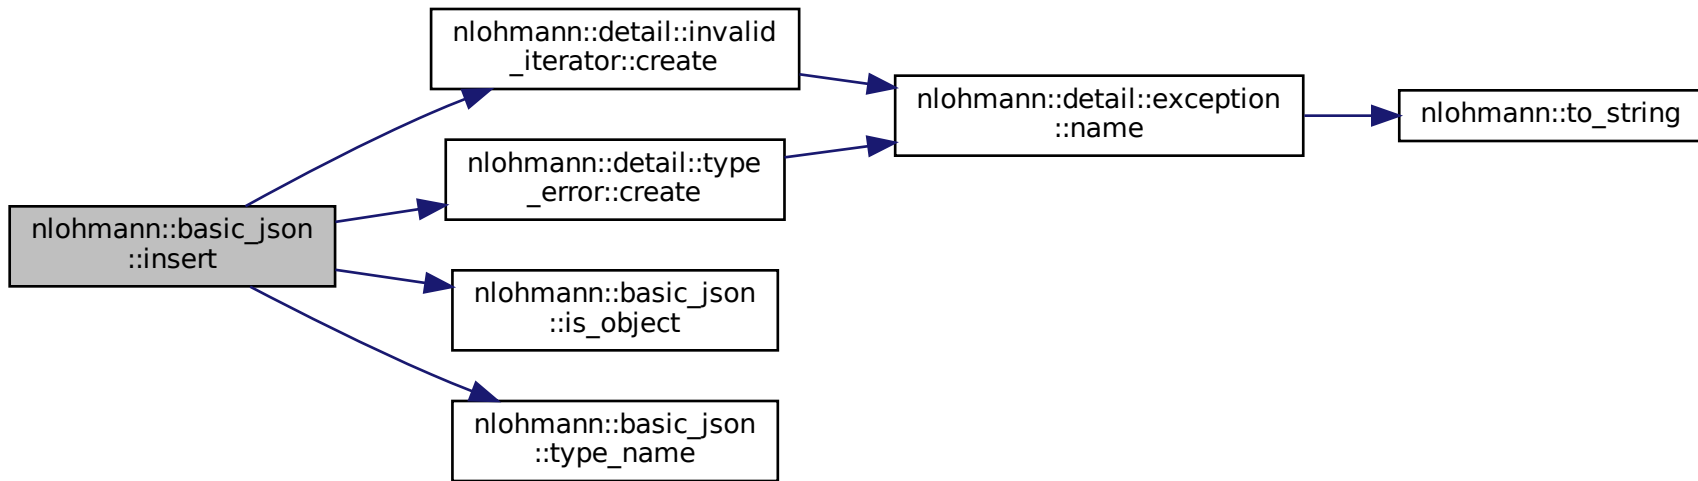 nlohmann::detail::invalid
_iterator::create
nlohmann::detail::exception
::name
nlohmann::to_string
nlohmann::detail::type
_error::create
nlohmann::basic_json
::insert
nlohmann::basic_json
::is_object
nlohmann::basic_json
::type_name